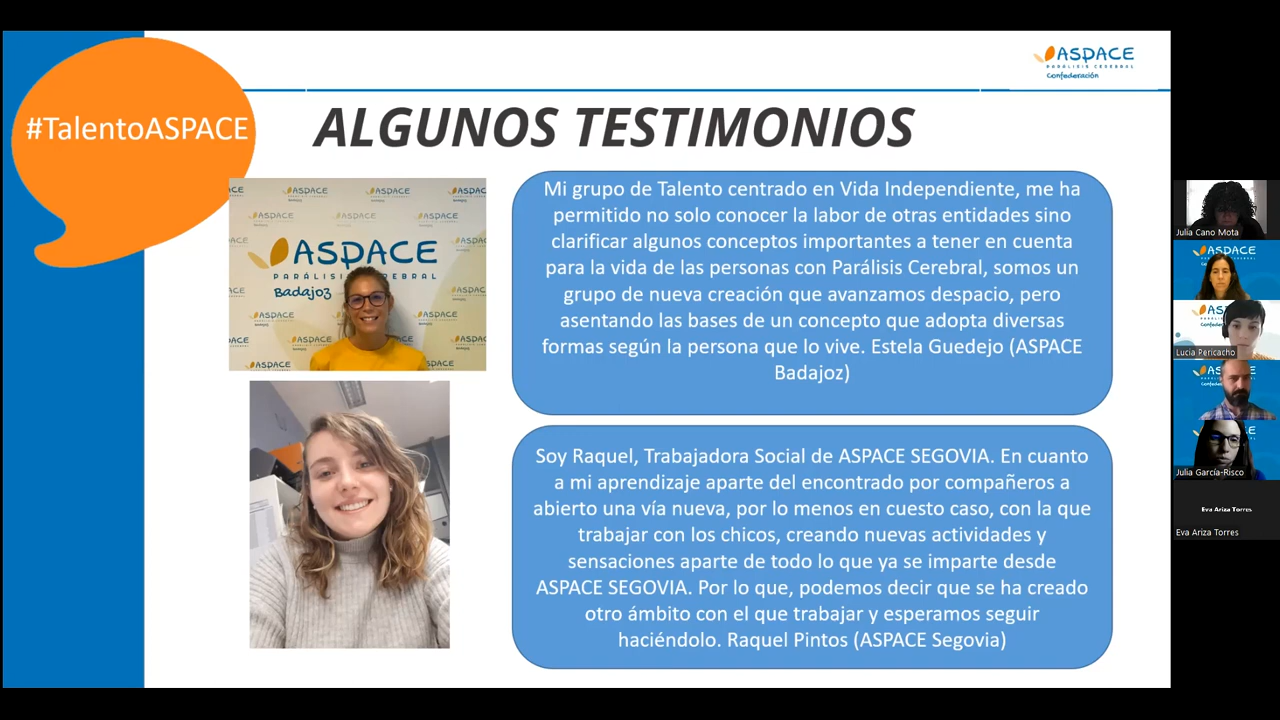 #TalentoASPACE
ASPACE
PARÁLISIS CEREBRAL
Confederación
ALGUNOS TESTIMONIOS
ASPACE
PARÁLISIS CEREBRAL
Badajoz
Mi grupo de Talento centrado en Vida Independiente, me ha
permitido no solo conocer la labor de otras entidades sino
clarificar algunos conceptos importantes a tener en cuenta
para la vida de las personas con Parálisis Cerebral, somos un
grupo de nueva creación que avanzamos despacio, pero
asentando las bases de un concepto que adopta diversas
formas según la persona que lo vive. Estela Guedejo (ASPACE
Badajoz)
Soy Raquel, Trabajadora Social de ASPACE SEGOVIA. En cuanto
a mi aprendizaje aparte del encontrado por compañeros a
abierto una vía nueva, por lo menos en cuesto caso, con la que
trabajar con los chicos, creando nuevas actividades y
sensaciones aparte de todo lo que ya se imparte desde
ASPACE SEGOVIA. Por lo que, podemos decir que se ha creado
otro ámbito con el que trabajar y esperamos seguir
haciéndolo. Raquel Pintos (ASPACE Segovia)
Julia Cano Mota
Lucía Pericacho
Julia García-Risco
Eva Ariza Torres
Eva Ariza Torres